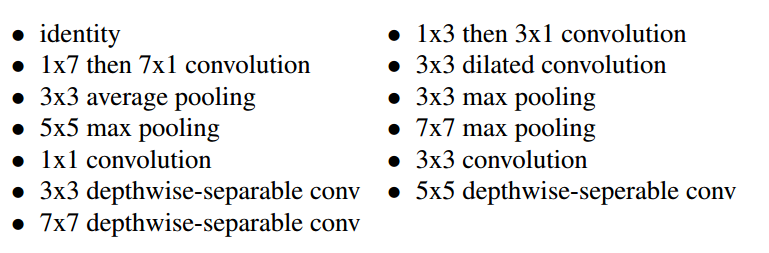 • identity
• 1x7 then 7x1 convolution
• 3x3 average pooling
• 5x5 max pooling
• 1x1 convolution
• 3x3 depthwise-separable conv
• 7x7 depthwise-separable conv
• 1x3 then 3x1 convolution
• 3x3 dilated convolution
• 3x3 max pooling
• 7x7 max pooling
• 3x3 convolution
• 5x5 depthwise-seperable conv